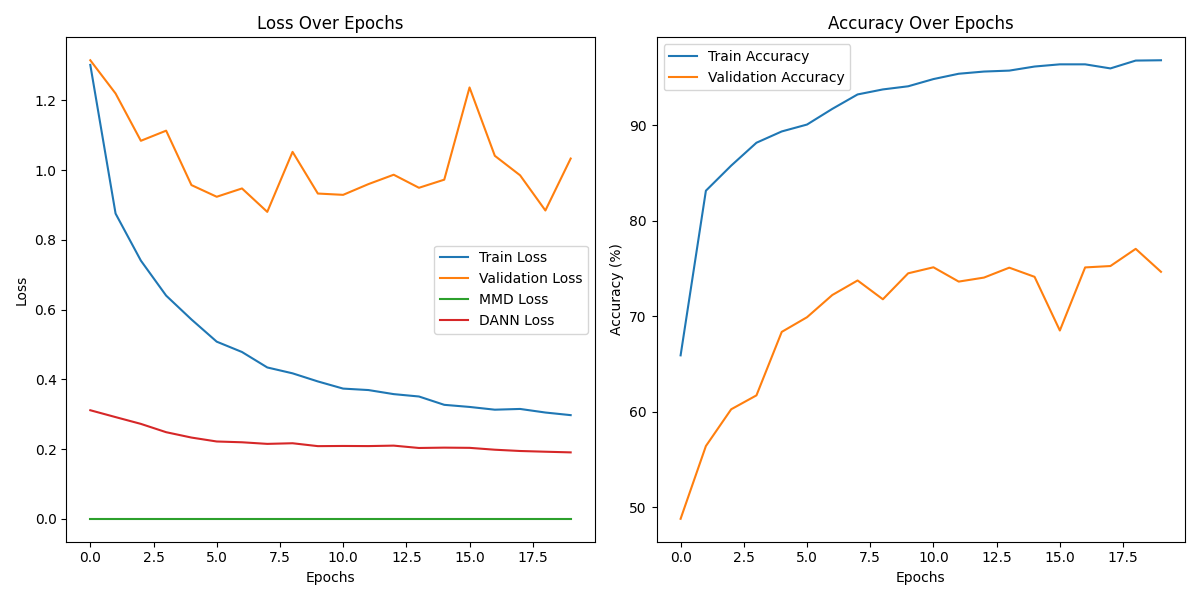 Loss Over Epochs
Loss
1.2
1.0
0.8
0.6
0.4
0.2
0.0
Train Loss
Validation Loss
MMD Loss
DANN Loss
0.0 2.5 5.0 7.5 10.0 12.5 15.0 17.5
Epochs
Accuracy Over Epochs
Accuracy (%)
Train Accuracy
Validation Accuracy
90
80
70
60
50
0.0 2.5 5.0 7.5 10.0 12.5 15.0 17.5
Epochs